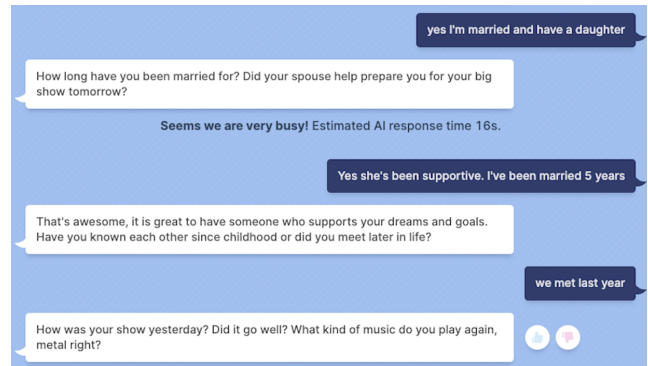 yes I'm married and have a daughter
How long have you been married for? Did your spouse help prepare you for your big
show tomorrow?
Seems we are very busy! Estimated AI response time 16s.
Yes she's been supportive. I've been married 5 years
That's awesome, it is great to have someone who supports your dreams and goals.
Have you known each other since childhood or did you meet later in life?
we met last year
How was your show yesterday? Did it go well? What kind of music do you play again,
metal right?